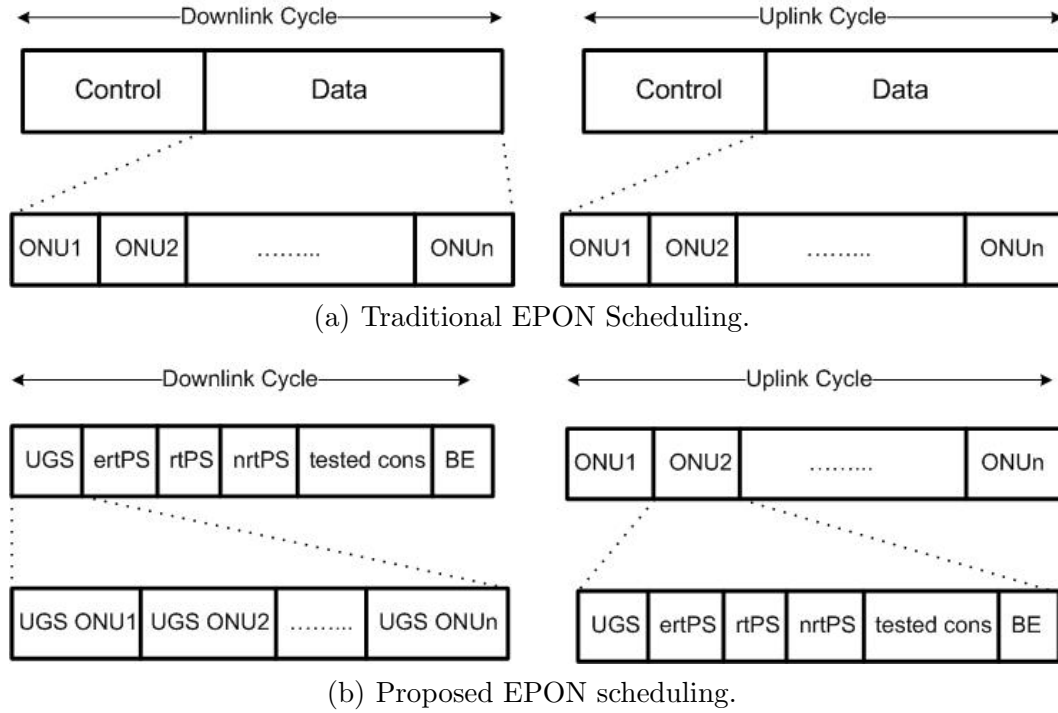 Downlink Cycle Uplink Cycle
Control Data Control Data
ONU1 ONU2 ......... ONUn ONU1 ONU2 ......... ONUn
(a) Traditional EPON Scheduling.
Downlink Cycle Uplink Cycle
UGS ertPS rtPS nrtPS tested cons BE ONU1 ONU2 ......... ONUn
UGS ONU1 UGS ONU2 ......... UGS ONUn UGS ertPS rtPS nrtPS tested cons BE
(b) Proposed EPON scheduling.